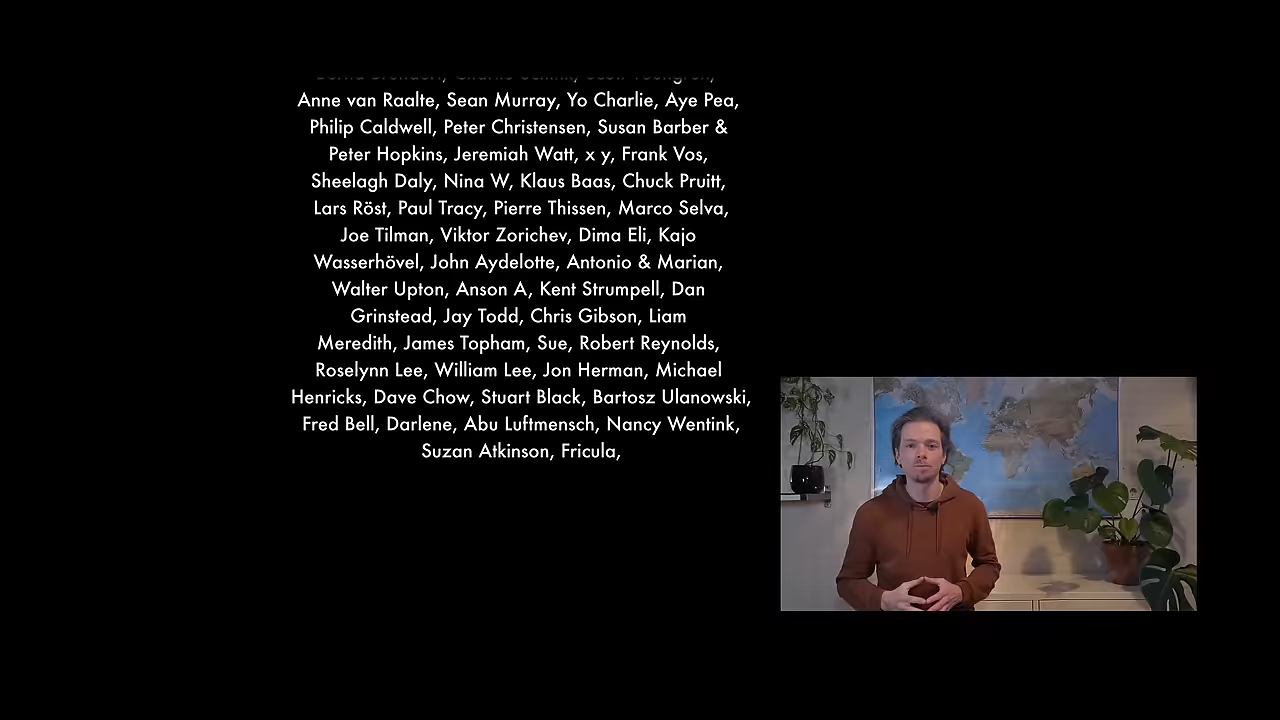 Anne van Raalte, Sean Murray, Yo Charlie, Aye Pea,
Philip Caldwell, Peter Christensen, Susan Barber &
Peter Hopkins, Jeremiah Watt, x y, Frank Vos,
Sheelagh Daly, Nina W, Klaus Baas, Chuck Pruitt,
Lars Röst, Paul Tracy, Pierre Thissen, Marco Selva,
Joe Tilman, Viktor Zorichev, Dima Eli, Kajo
Wasserhövel, John Aydelotte, Antonio & Marian,
Walter Upton, Anson A, Kent Strumpell, Dan
Grinstead, Jay Todd, Chris Gibson, Liam
Meredith, James Topham, Sue, Robert Reynolds,
Roselynn Lee, William Lee, Jon Herman, Michael
Henricks, Dave Chow, Stuart Black, Bartosz Ulanowski,
Fred Bell, Darlene, Abu Luftmensch, Nancy Wentink,
Suzan Atkinson, Fricula,